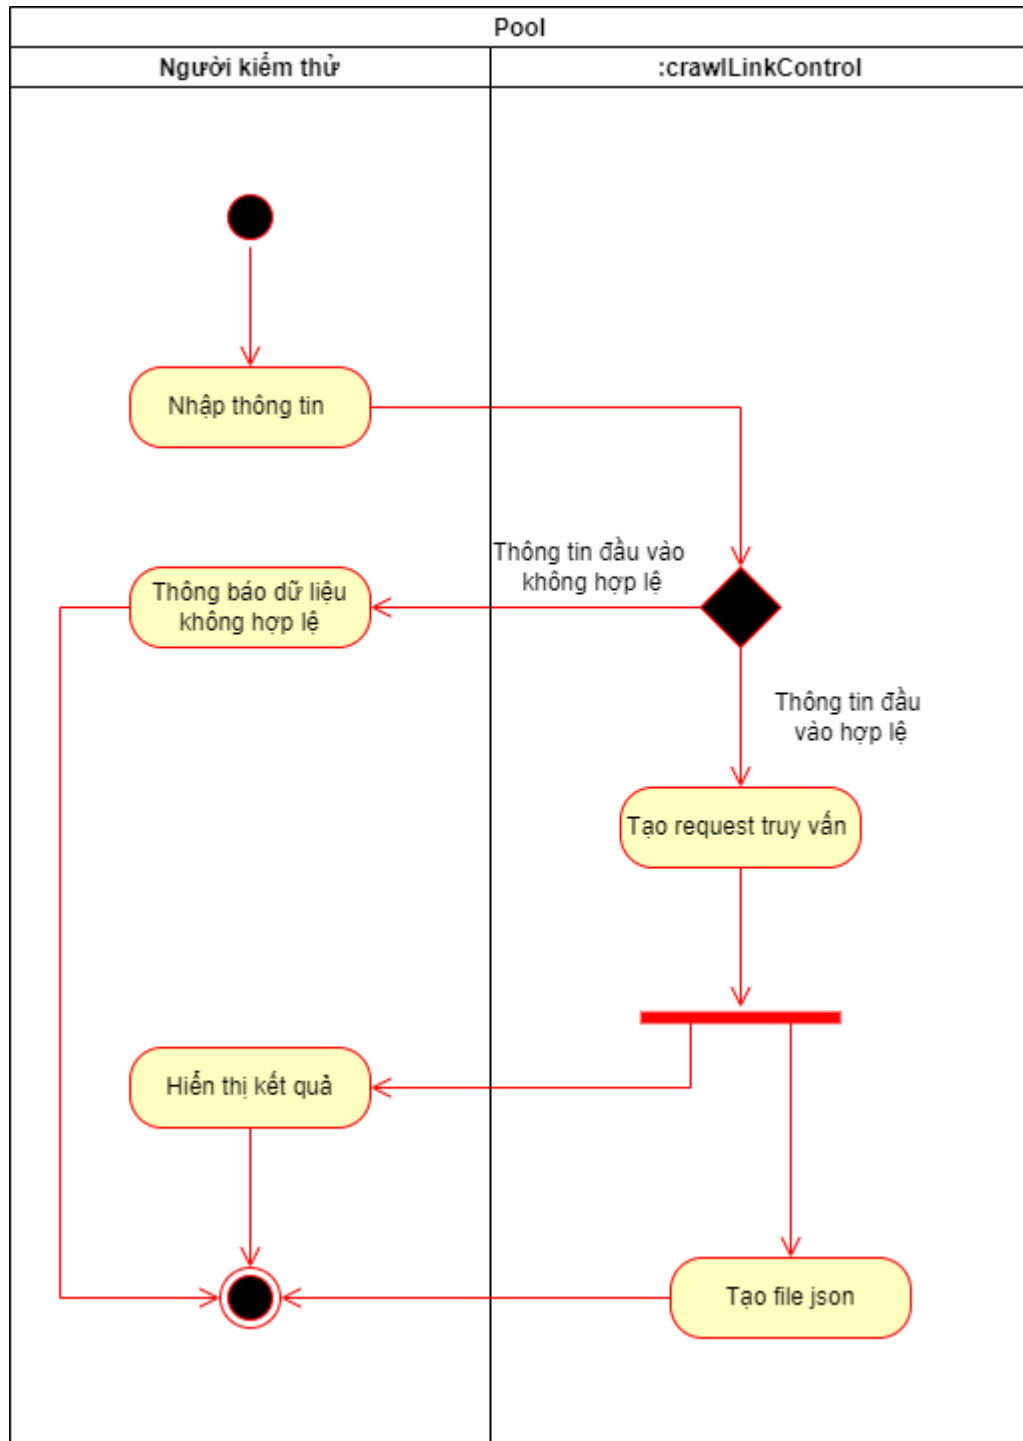 Pool
Người kiểm thử
:crawlLinkControl
Nhập thông tin
Thông tin đầu vào
không hợp lệ
Thông báo dữ liệu
không hợp lệ
Thông tin đầu
vào hợp lệ
Tạo request truy vấn
Hiển thị kết quả
Tạo file json